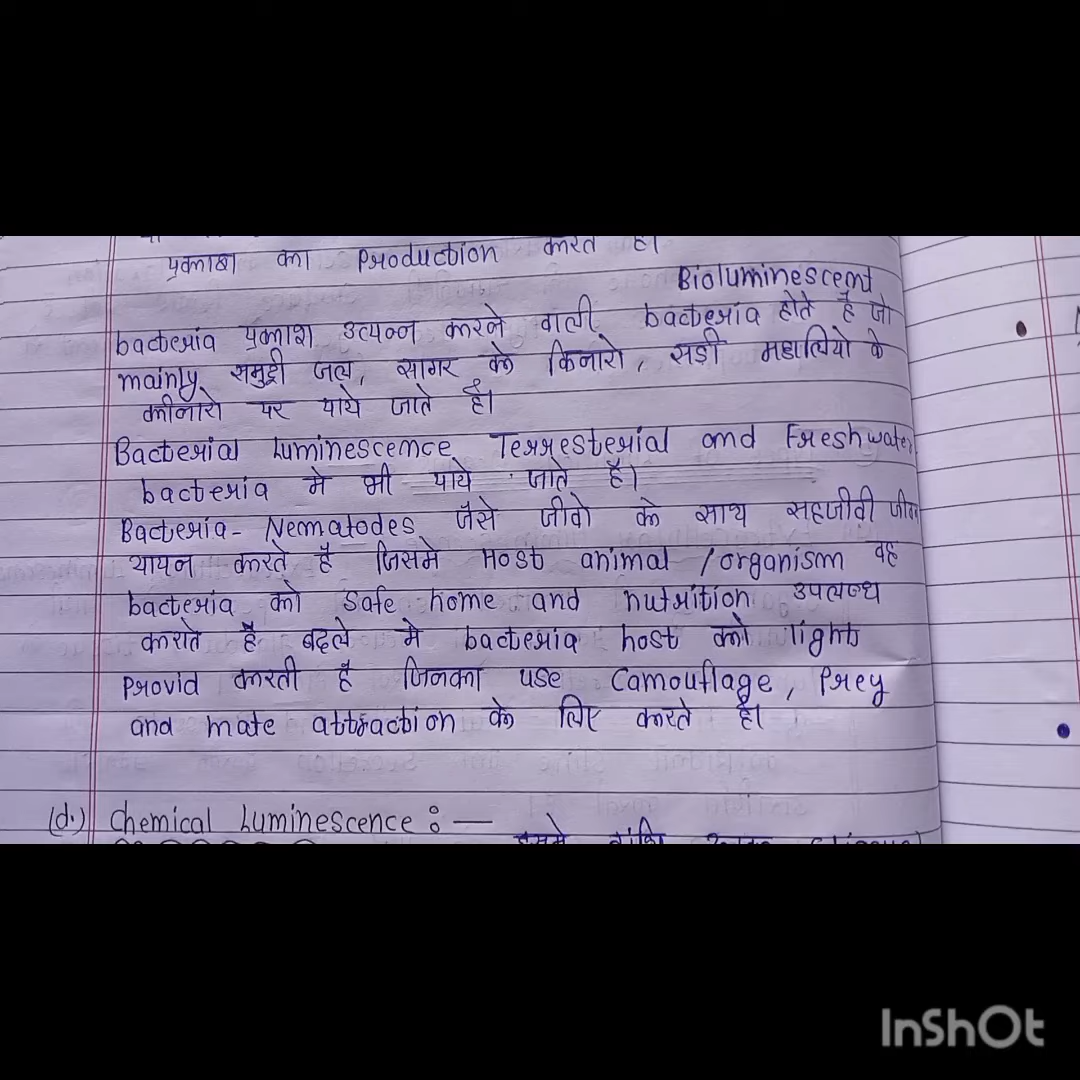 प्रकाश का Production करते है।
Bioluminescent
bacteria प्रकाश उत्पन्न करने वाली bacteria होते है जो
mainly समुद्री जल, सागर के किनारो, सडी मछलियो के
कीनारो पर पाये जाते है।
Bacterial Luminescence Terresterial and Freshwater
bacteria मे भी पाये जाते है।
Bacteria - Nematodes जैसे जीवो के साथ सहजीवी जीवन
यापन करते है जिसमे Host animal / organism वह
bacteria को safe home and nutrition उपलब्ध
कराते है बदले मे bacteria host को light
Provid करती है जिनका use Camouflage, Prey
and mate attraction के लिए करते है।
(d.) Chemical Luminescence : —
इसमे
InShOt